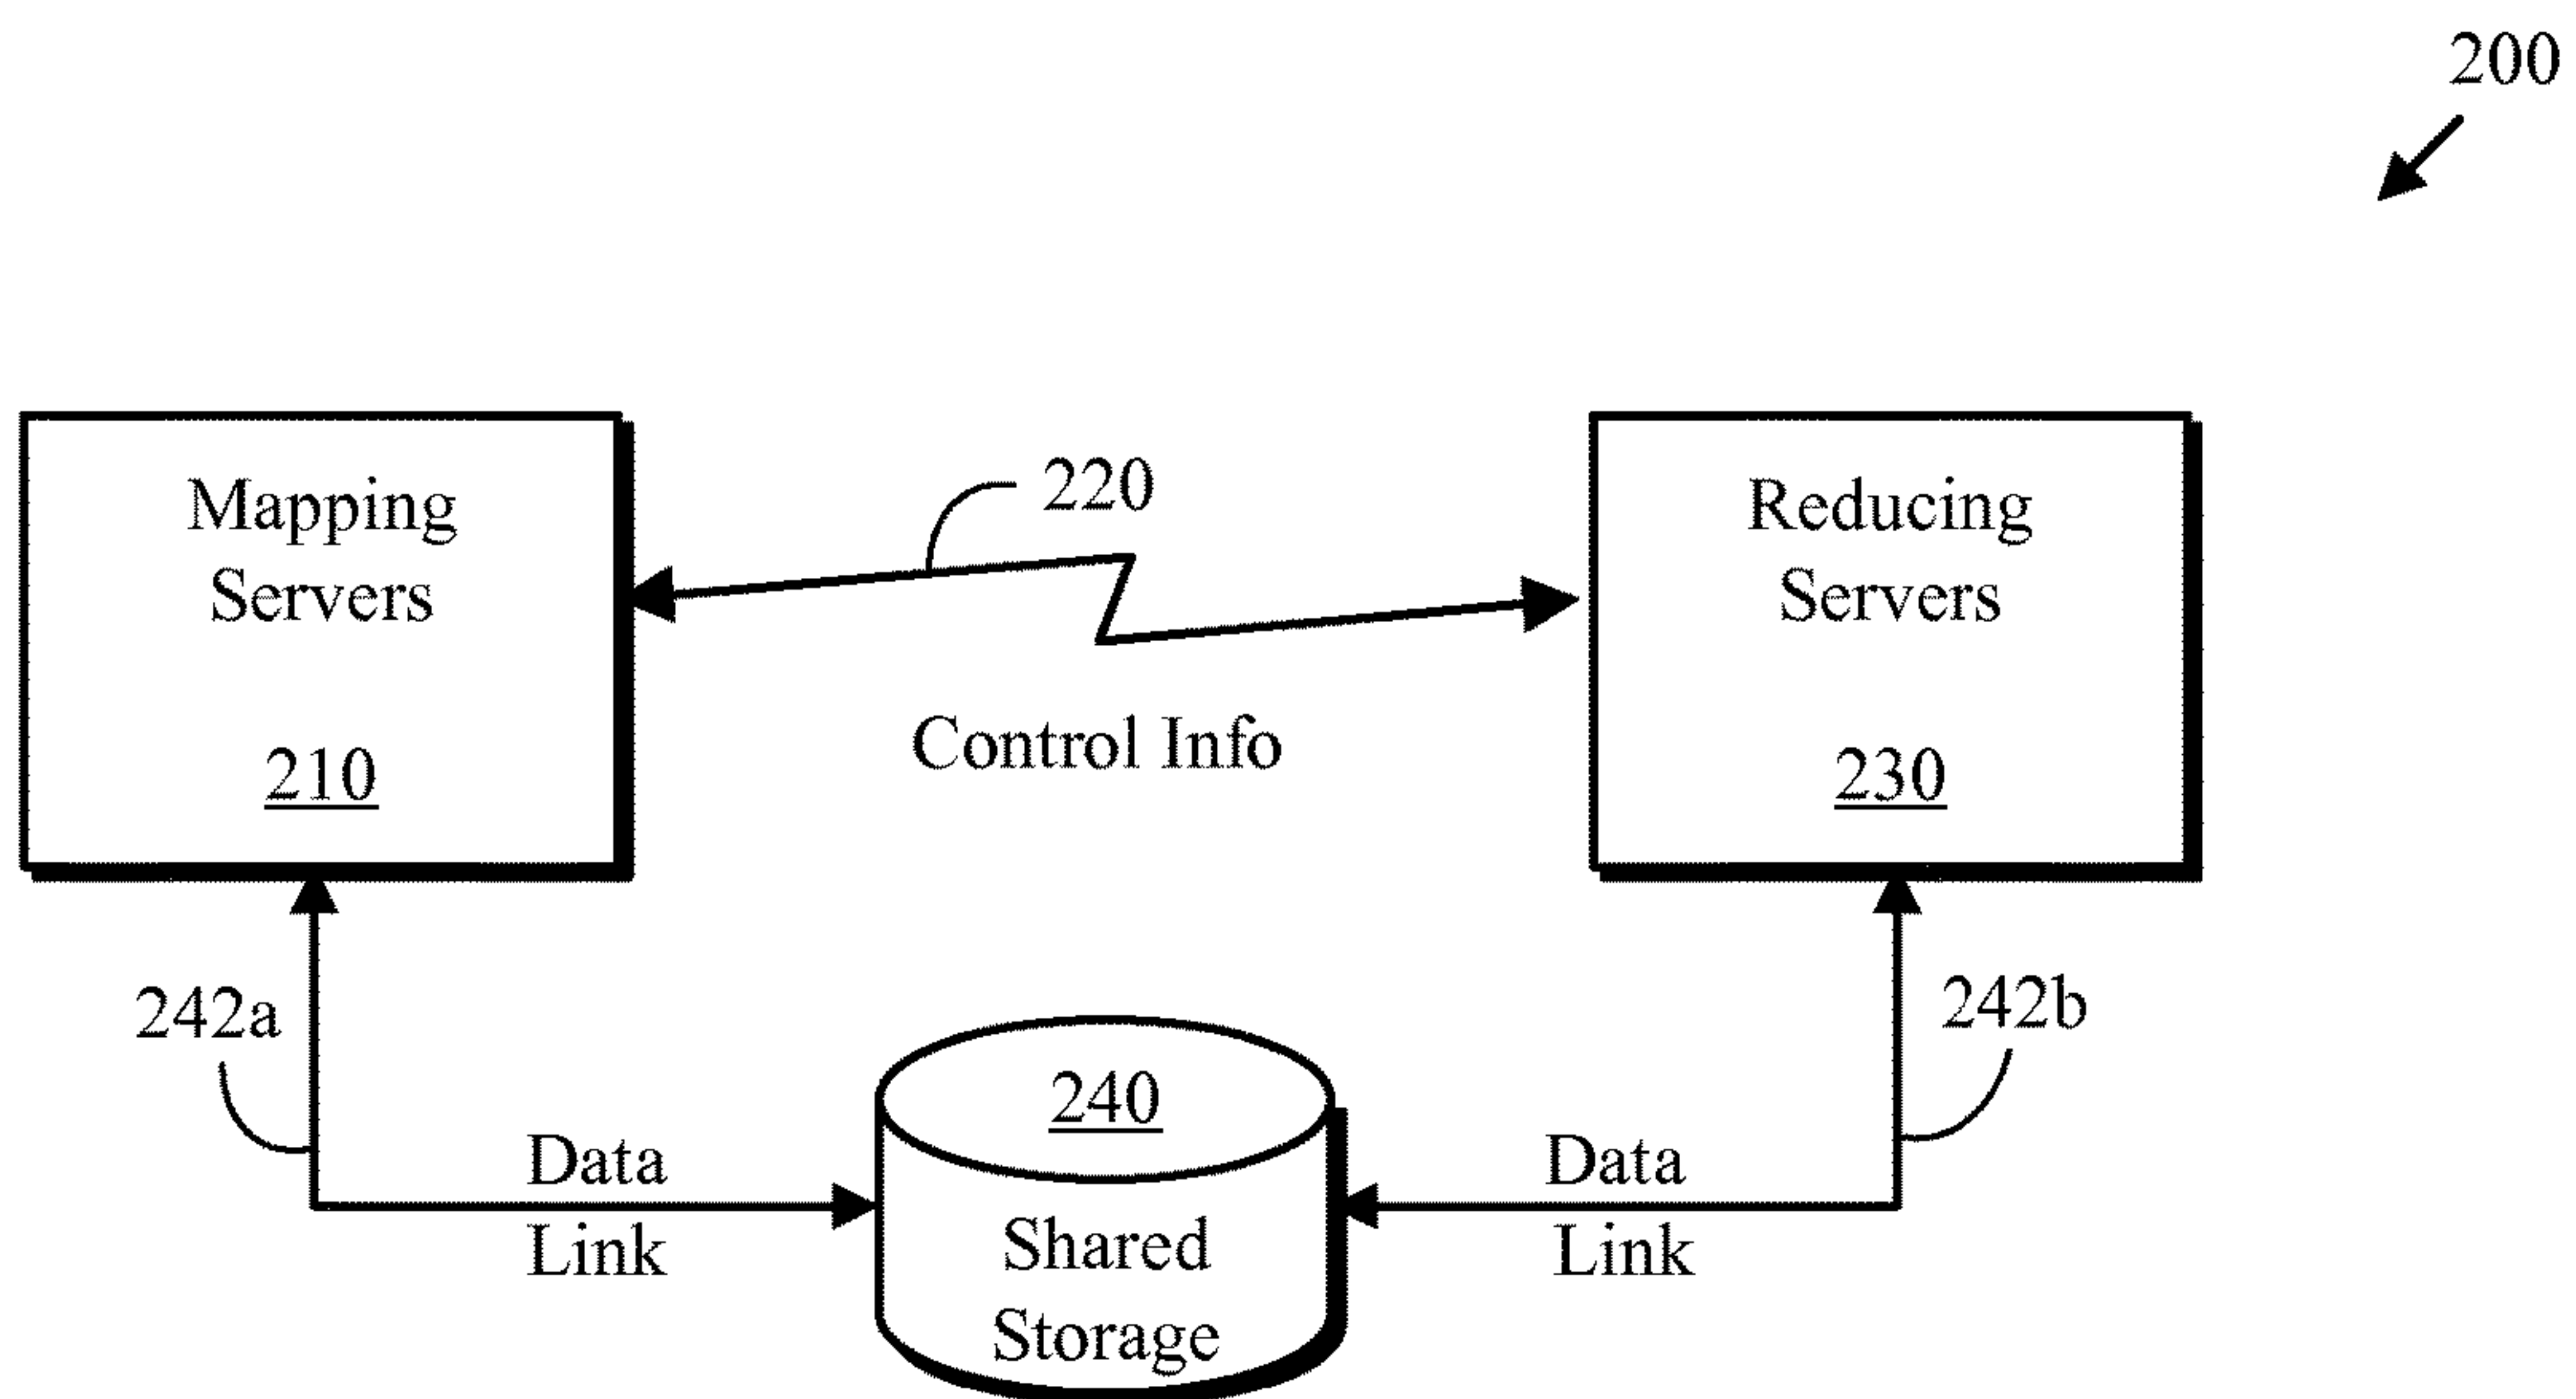 200
Mapping
Servers
210
220
Control Info
Reducing
Servers
230
242a
Data
Link
240
Shared
Storage
Data
Link
242b